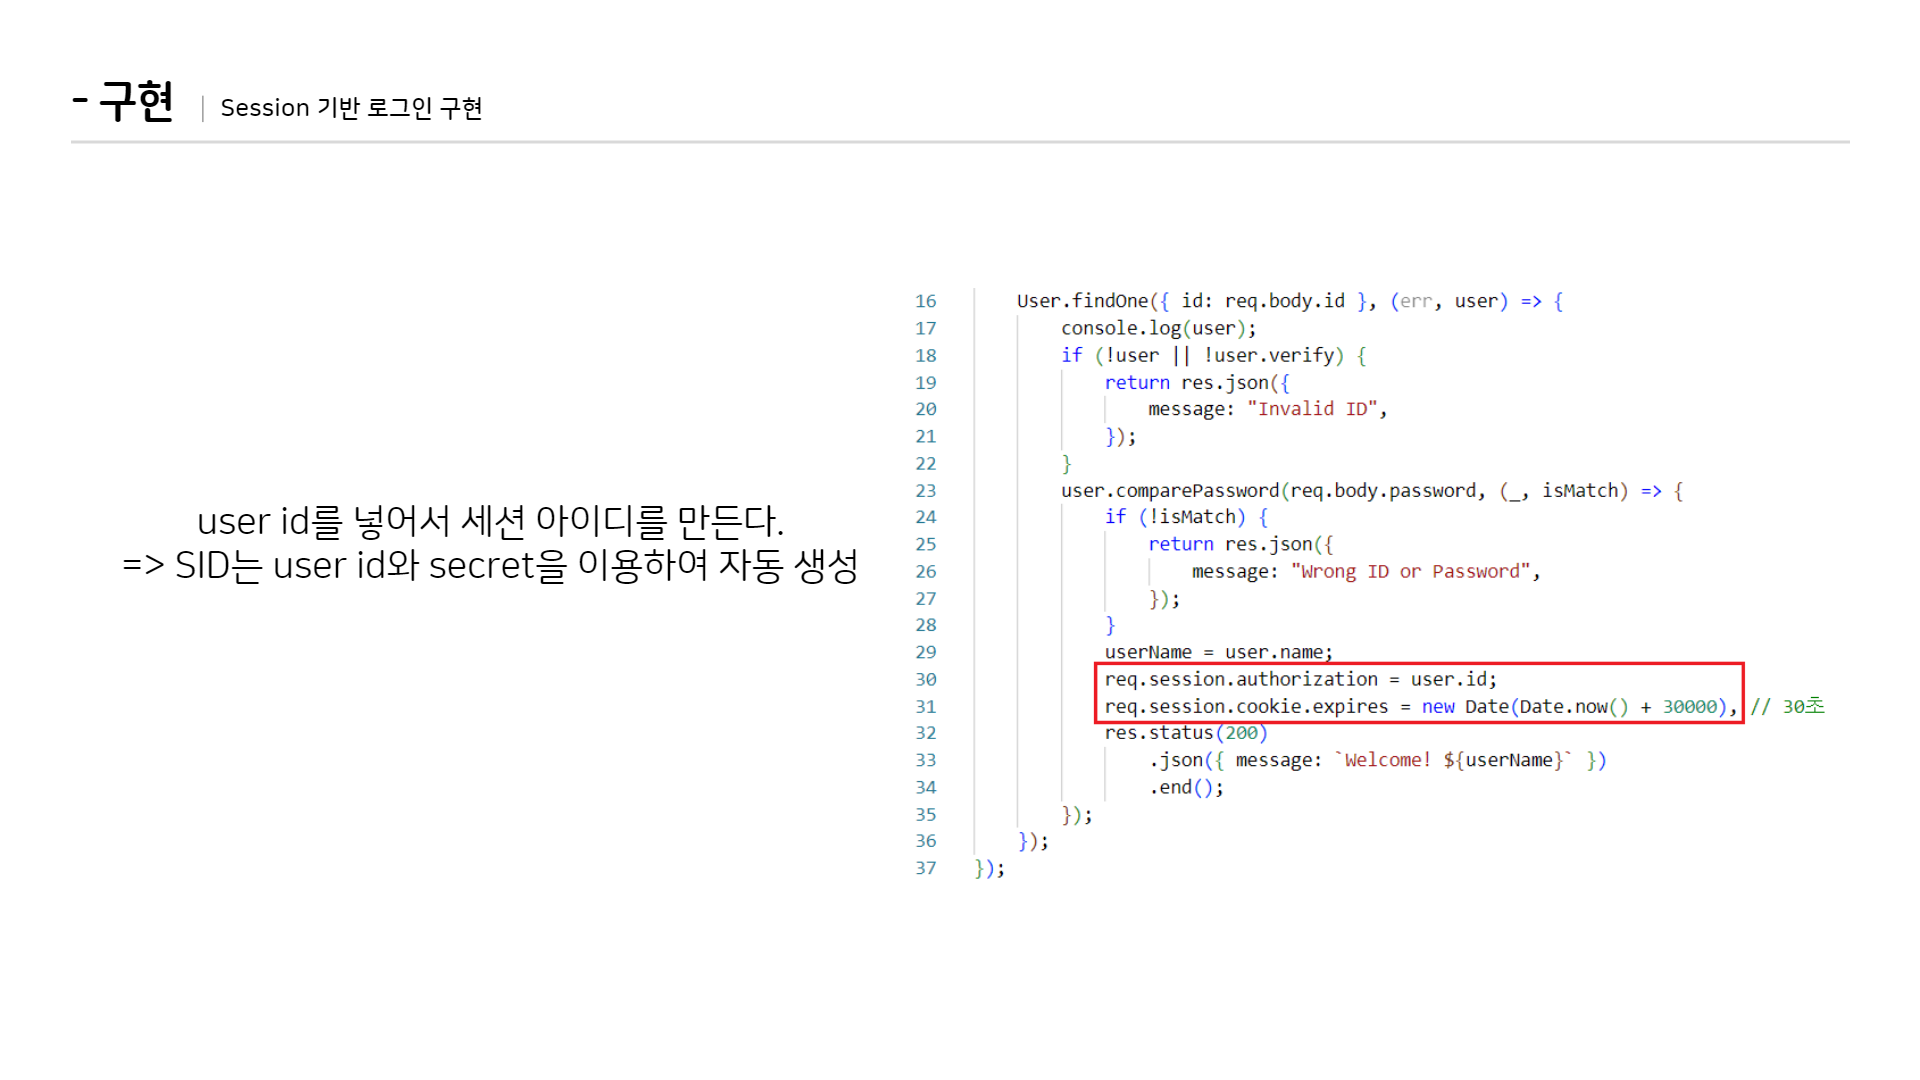 - 구현 | Session 기반 로그인 구현
user id를 넣어서 세션 아이디를 만든다.
=> SID는 user id와 secret을 이용하여 자동 생성
16 User.findOne({ id: req.body.id }, (err, user) => {
17 console.log(user);
18 if (!user || !user.verify) {
19 return res.json({
20 message: "Invalid ID",
21 });
22 }
23 user.comparePassword(req.body.password, (_, isMatch) => {
24 if (!isMatch) {
25 return res.json({
26 message: "Wrong ID or Password",
27 });
28 }
29 userName = user.name;
30 req.session.authorization = user.id;
31 req.session.cookie.expires = new Date(Date.now() + 30000), // 30초
32 res.status(200)
33 .json({ message: `Welcome! ${userName}` })
34 .end();
35 });
36 });
37 });